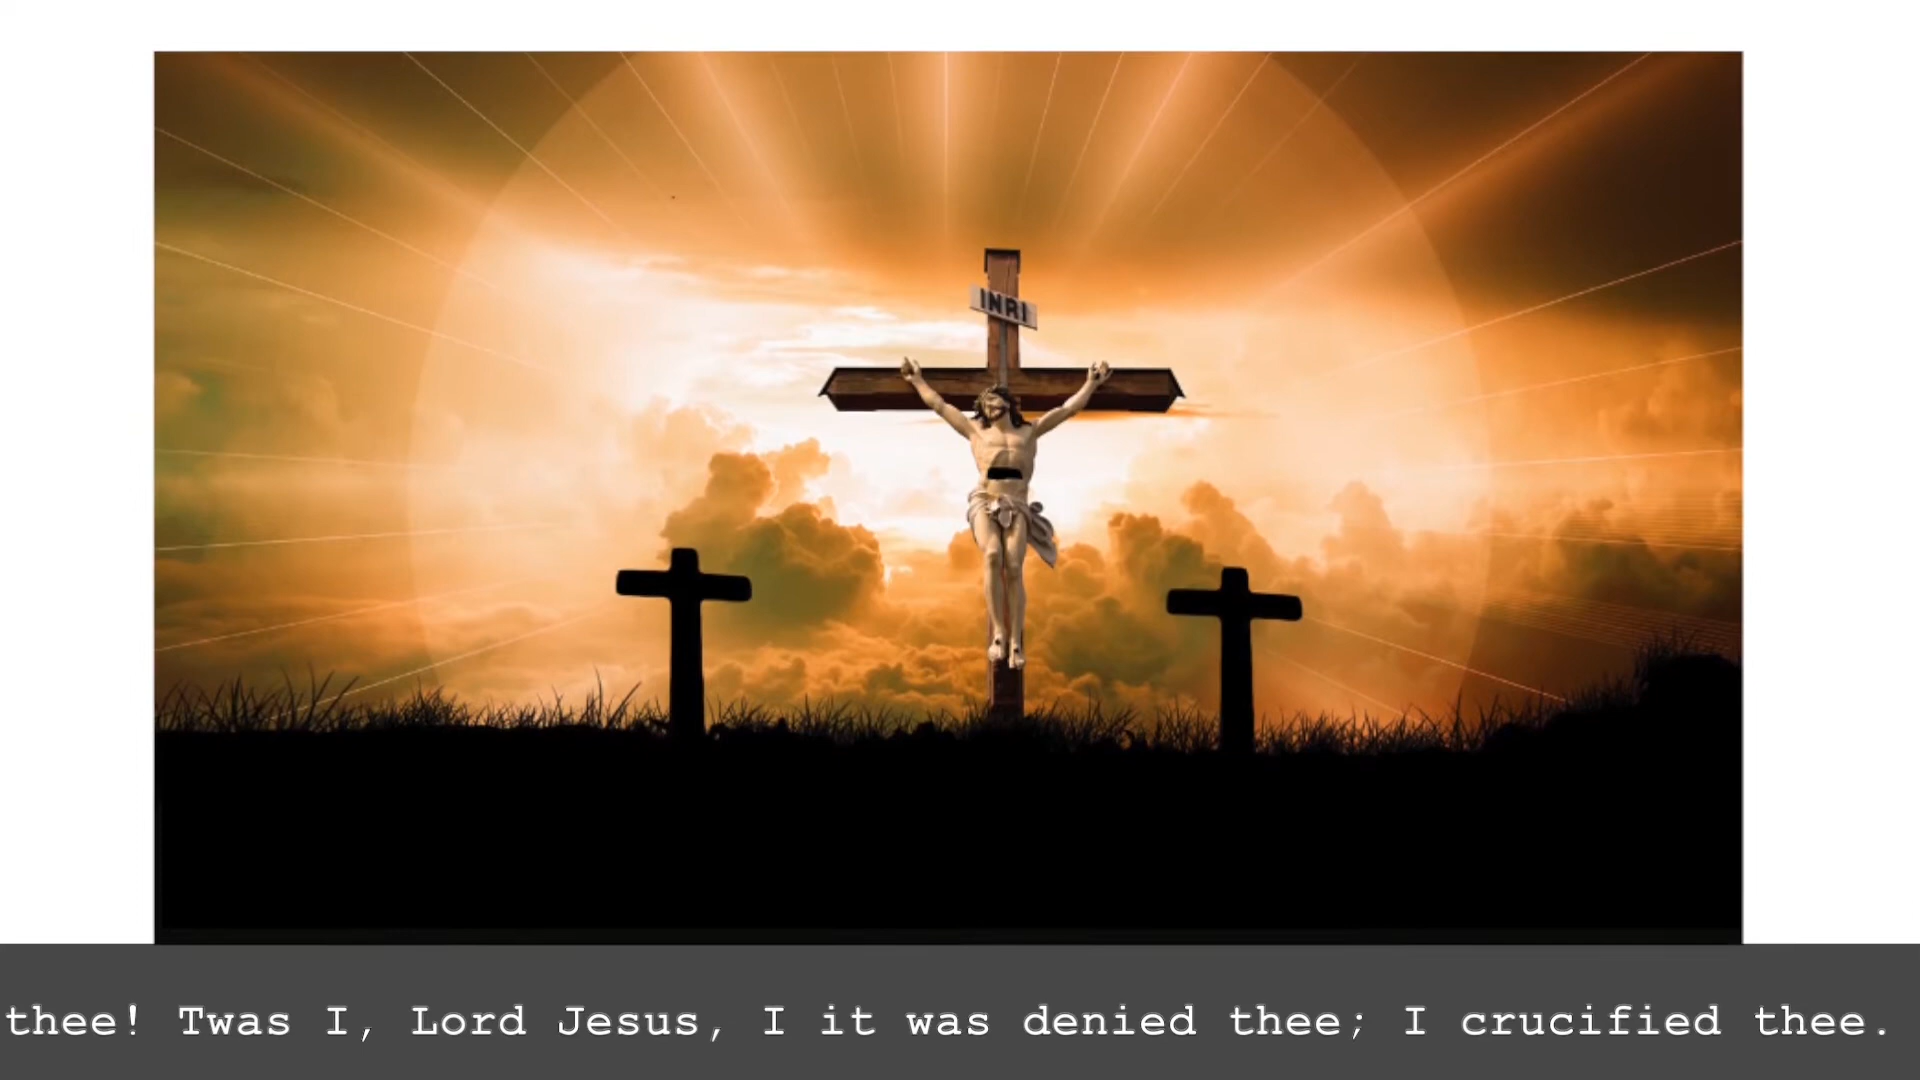 INRI
thee! Twas I, Lord Jesus, I it was denied thee; I crucified thee.